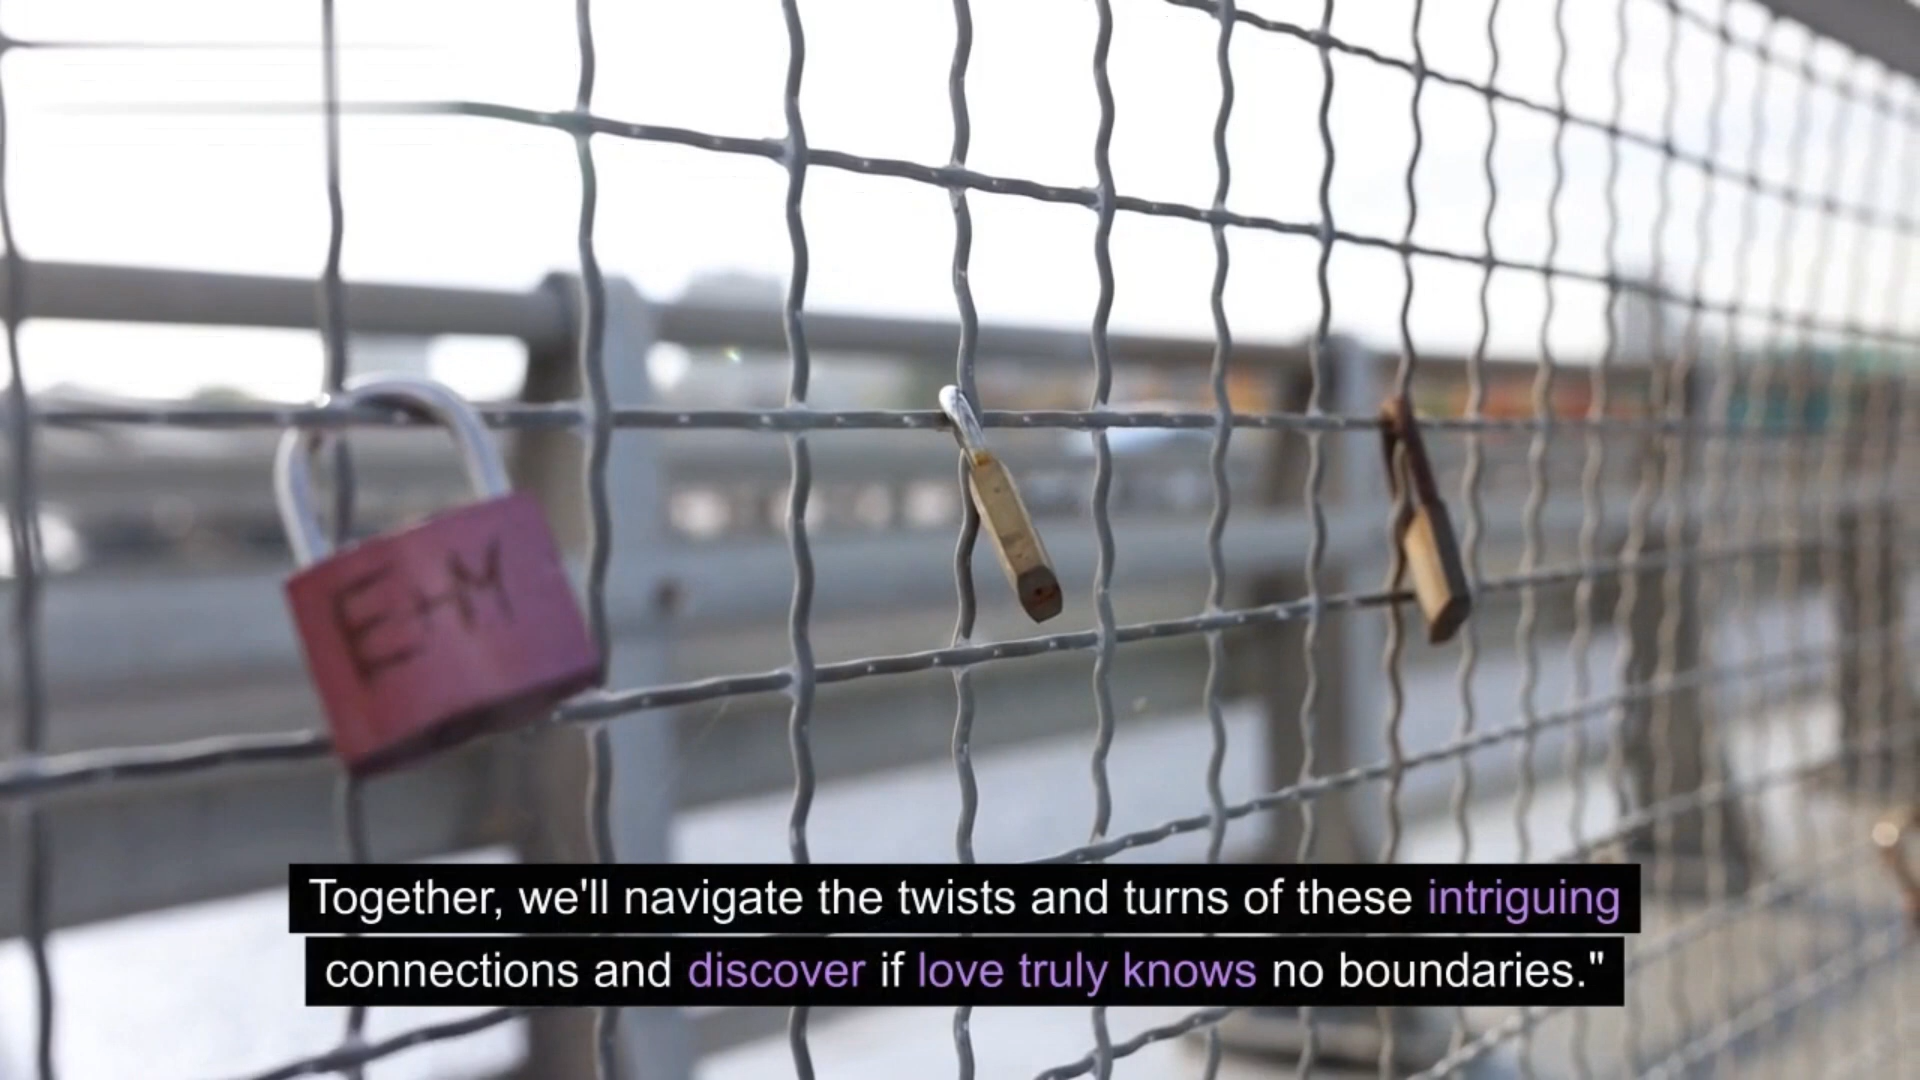 E+M
Together, we'll navigate the twists and turns of these intriguing
connections and discover if love truly knows no boundaries."